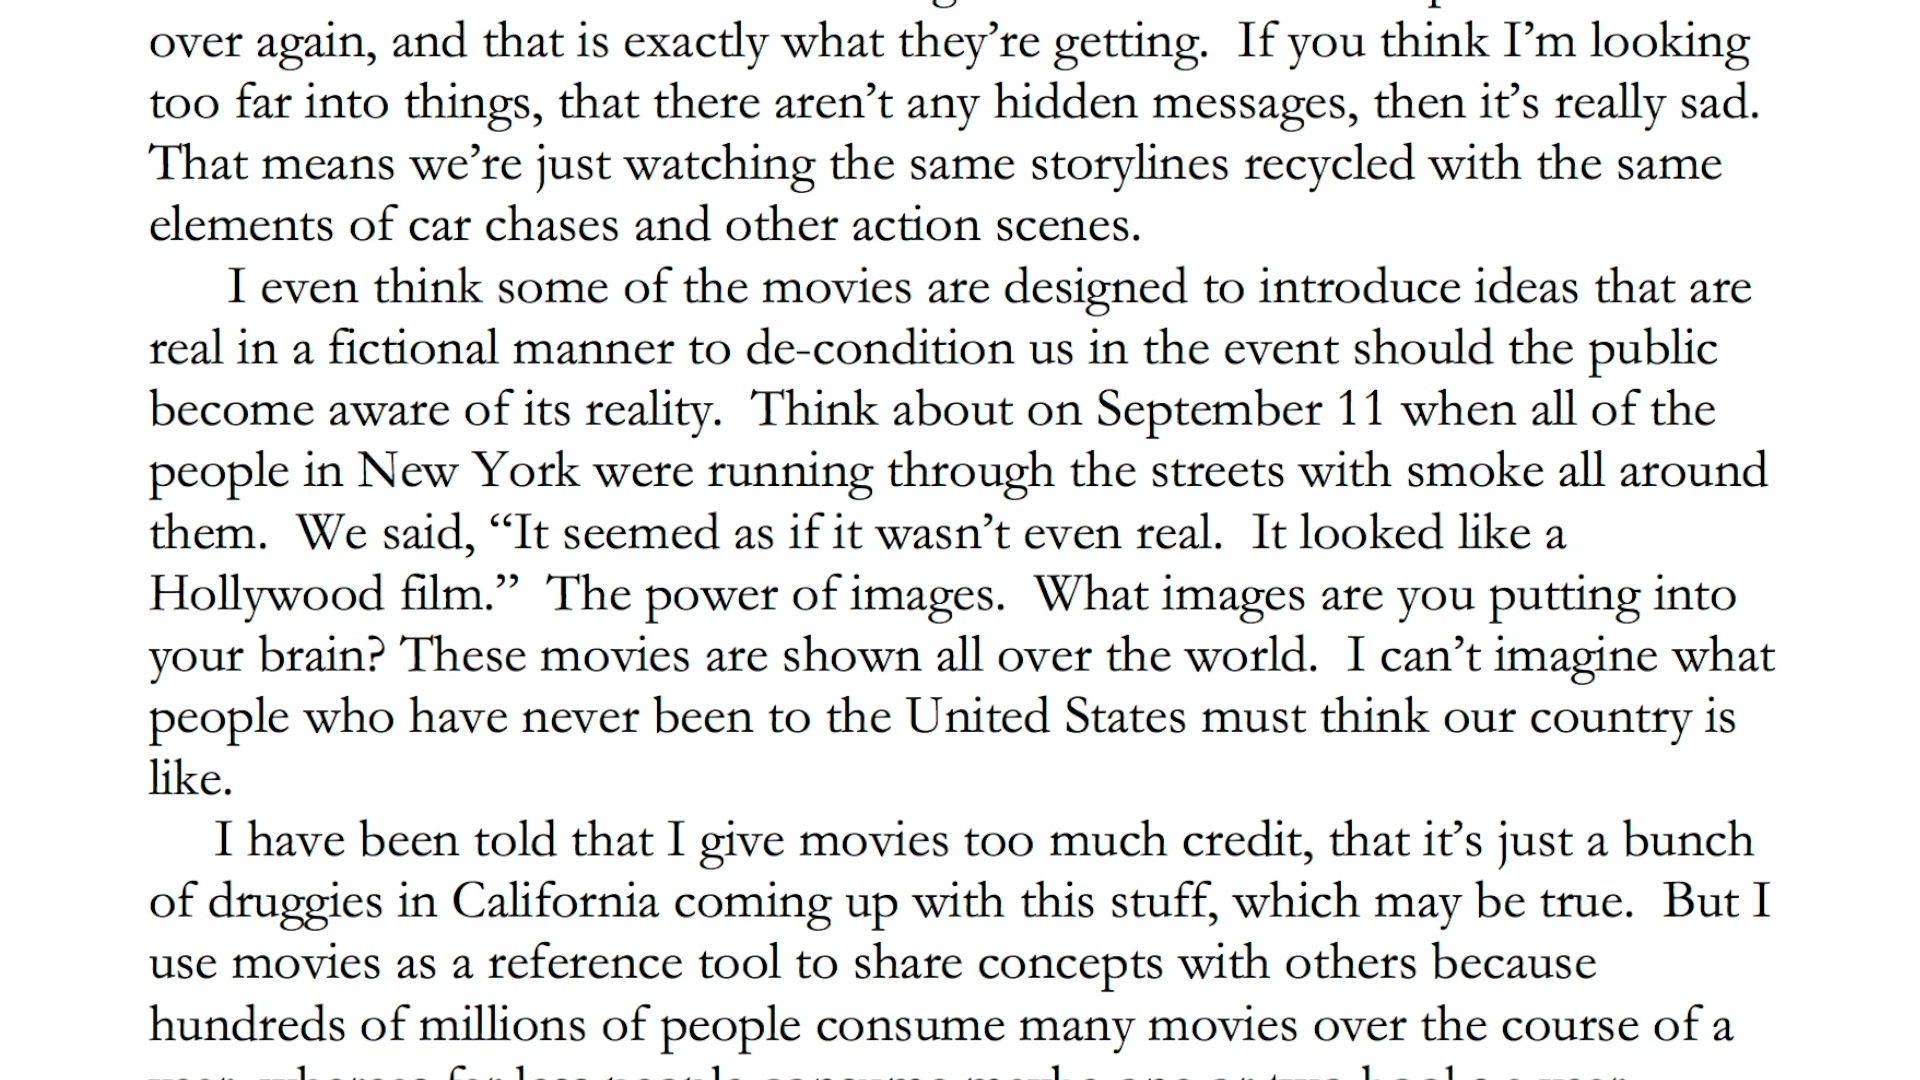 over again, and that is exactly what they’re getting.  If you think I’m looking
too far into things, that there aren’t any hidden messages, then it’s really sad.
That means we’re just watching the same storylines recycled with the same
elements of car chases and other action scenes.
I even think some of the movies are designed to introduce ideas that are
real in a fictional manner to de-condition us in the event should the public
become aware of its reality.  Think about on September 11 when all of the
people in New York were running through the streets with smoke all around
them.  We said, “It seemed as if it wasn’t even real.  It looked like a
Hollywood film.”  The power of images.  What images are you putting into
your brain? These movies are shown all over the world.  I can’t imagine what
people who have never been to the United States must think our country is
like.
I have been told that I give movies too much credit, that it’s just a bunch
of druggies in California coming up with this stuff, which may be true.  But I
use movies as a reference tool to share concepts with others because
hundreds of millions of people consume many movies over the course of a